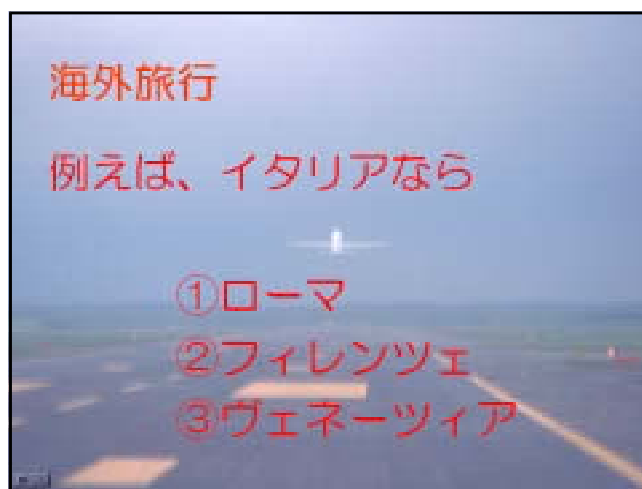 海外旅行
例えば、イタリアなら
①ローマ
②フィレンツェ
③ヴェネーツィア